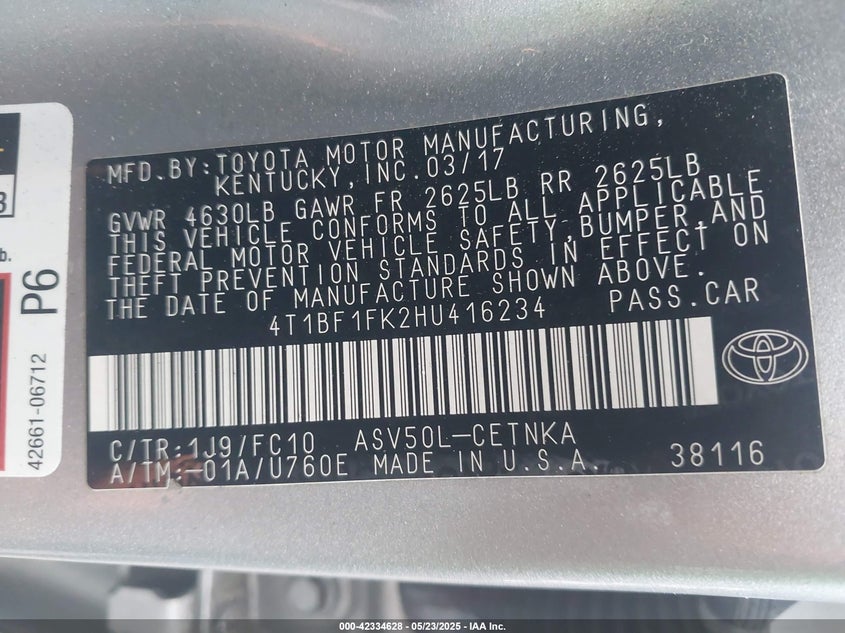 3
b.
P6
42661-06712
MFD.BY:TOYOTA MOTOR MANUFACTURING,
KENTUCKY,INC.03/17
GVWR 4630LB GAWR FR 2625LB RR 2625LB
THIS VEHICLE CONFORMS TO ALL APPLICABLE
FEDERAL MOTOR VEHICLE SAFETY,BUMPER,AND
THEFT PREVENTION STANDARDS IN EFFECT ON
THE DATE OF MANUFACTURE SHOWN ABOVE.
4T1BF1FK2HU416234 PASS.CAR
C/TR:1J9/FC10 ASV50L-CETNKA
A/TM:-01A/U760E MADE IN U.S.A. 38116
000-42334628 - 05/23/2025 - IAA Inc.